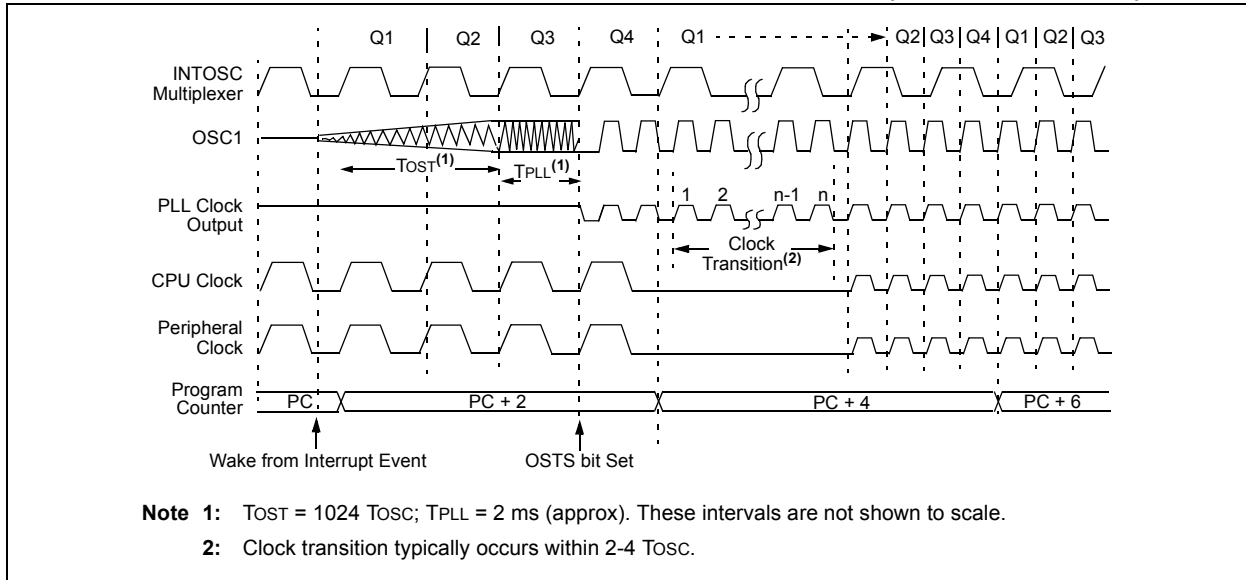 Q1 Q2 Q3 Q4 Q1 Q2 Q3 Q4 Q1 Q2 Q3
INTOSC
Multiplexer
OSC1
TOST(1)
TPLL(1)
1 2 n-1 n
PLL Clock
Output
Clock
Transition(2)
CPU Clock
Peripheral
Clock
Program
Counter
PC PC + 2 PC + 4 PC + 6
Wake from Interrupt Event OSTS bit Set
Note 1: TOST = 1024 TOSC; TPLL = 2 ms (approx). These intervals are not shown to scale.
2: Clock transition typically occurs within 2-4 TOSC.